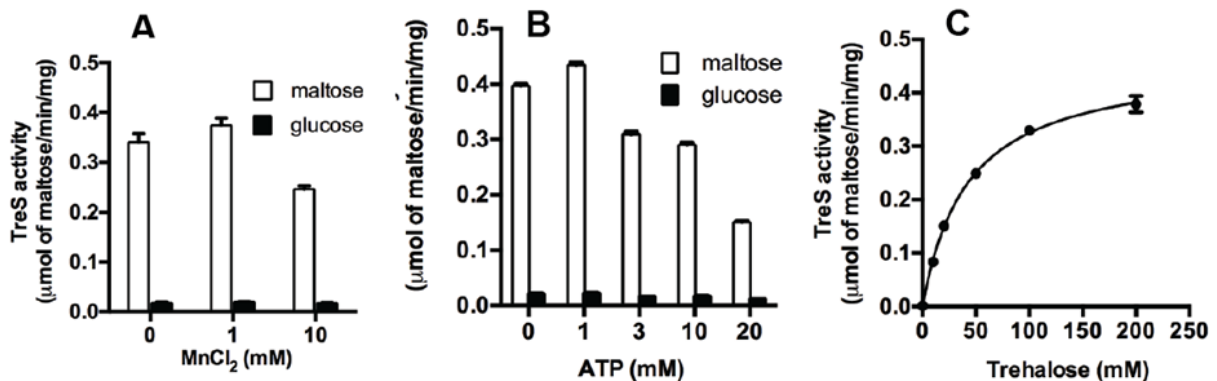 A
TreS activity
(μmol of maltose/min/mg)
0.5
0.4
0.3
0.2
0.1
0.0
maltose
glucose
0 1 10
MnCl2 (mM)
B
(μmol of maltose/min/mg)
0.5
0.4
0.3
0.2
0.1
0.0
maltose
glucose
0 1 3 10 20
ATP (mM)
C
TreS activity
(μmol of maltose/min/mg)
0.5
0.4
0.3
0.2
0.1
0.0
0 50 100 150 200 250
Trehalose (mM)